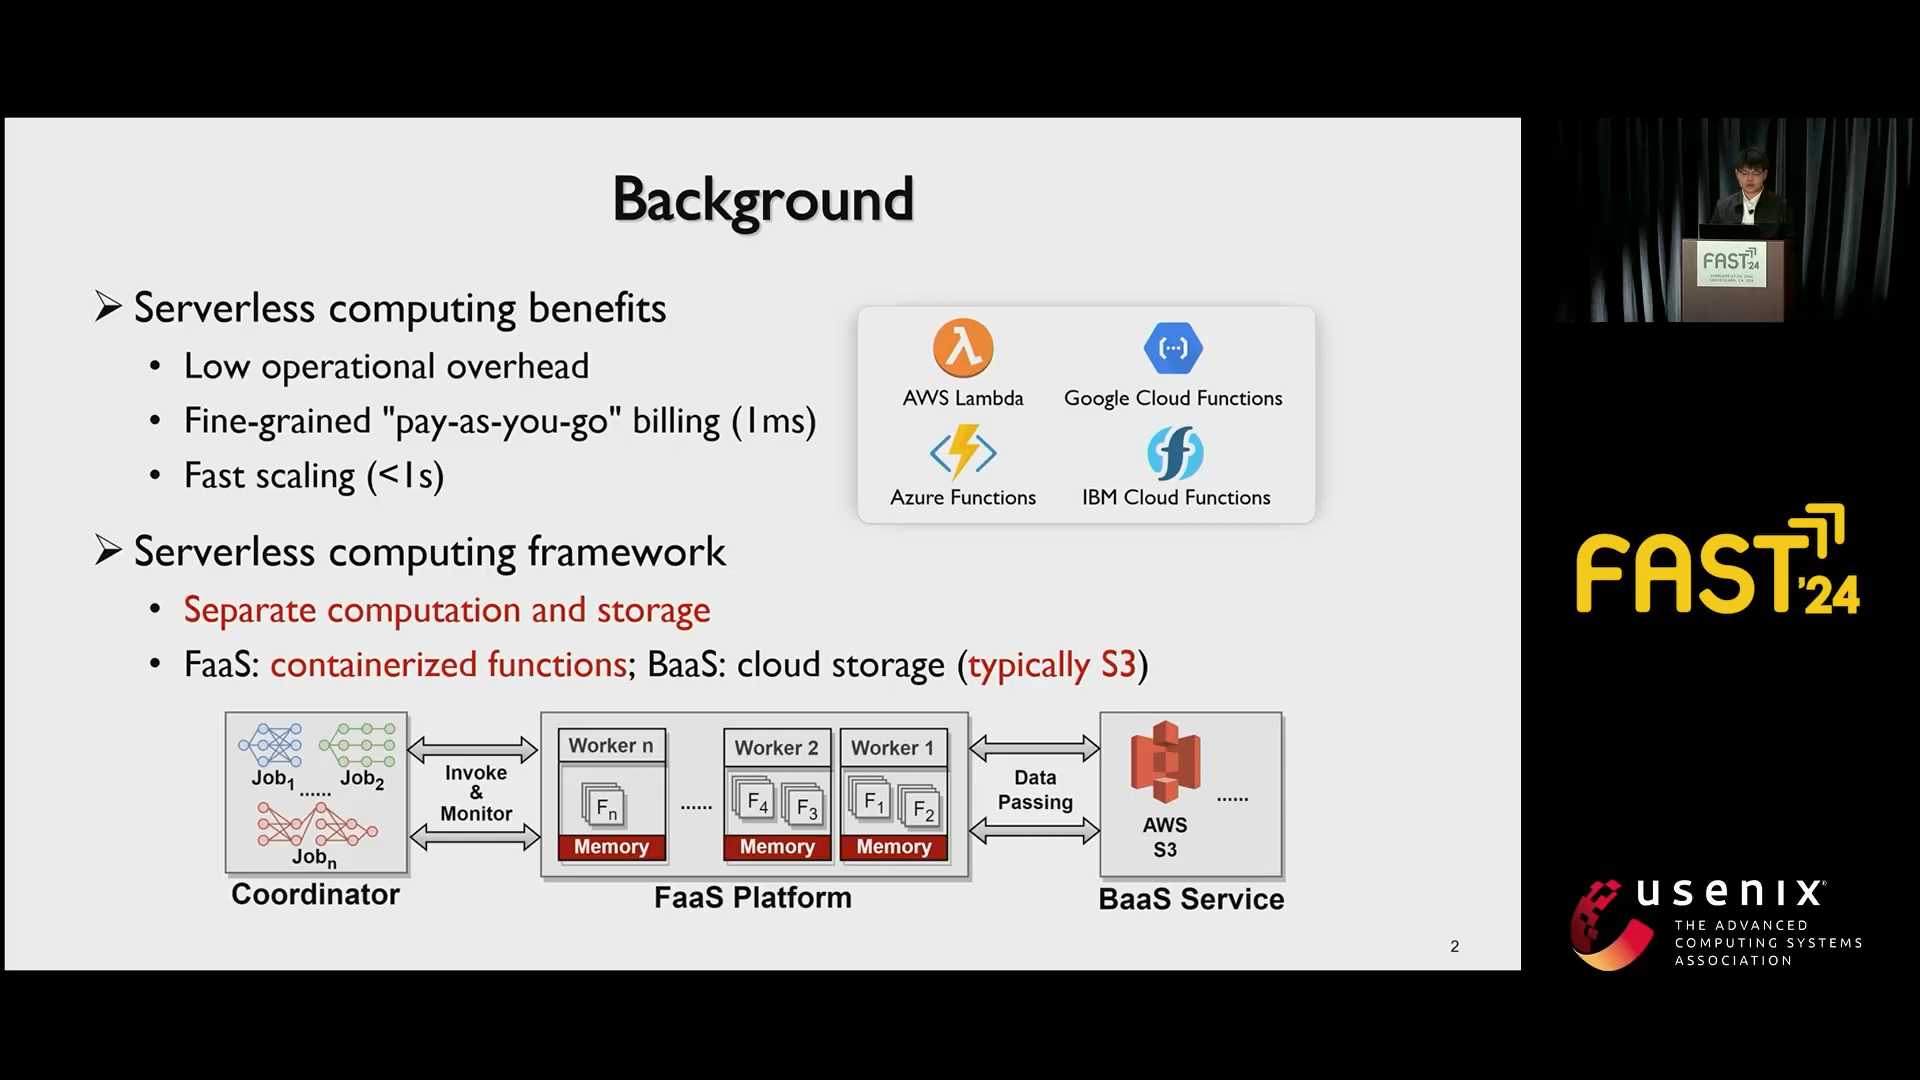 Background
➢ Serverless computing benefits
• Low operational overhead
• Fine-grained "pay-as-you-go" billing (1ms)
• Fast scaling (<1s)
AWS Lambda
Google Cloud Functions
Azure Functions
IBM Cloud Functions
➢ Serverless computing framework
• Separate computation and storage
• FaaS: containerized functions; BaaS: cloud storage (typically S3)
Job1
Job2
......
Jobn
Coordinator
Invoke
&
Monitor
Worker n
Fn
Memory
......
Worker 2
F4
F3
Memory
Worker 1
F1
F2
Memory
FaaS Platform
Data
Passing
AWS
S3
......
BaaS Service
2
FAST '24
FAST '24
usenix®
THE ADVANCED
COMPUTING SYSTEMS
ASSOCIATION